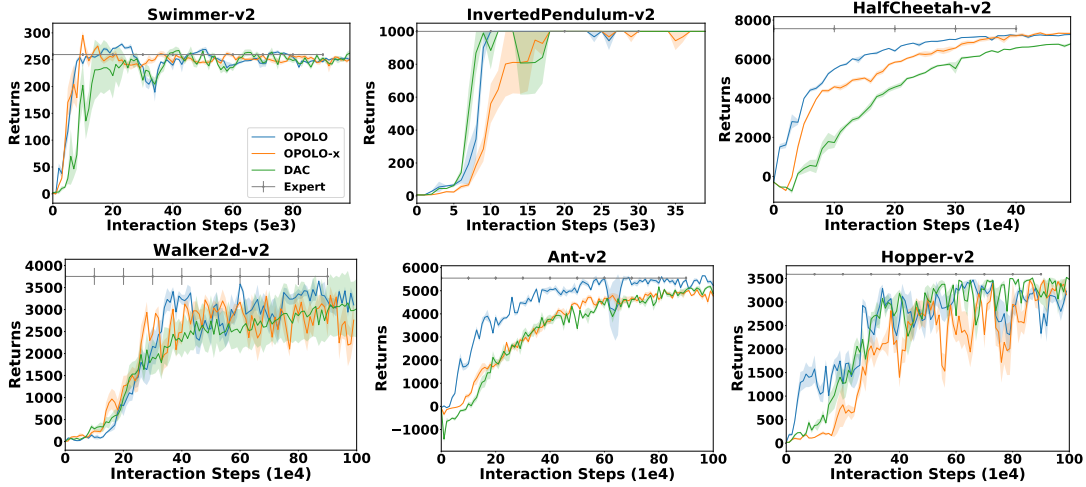 Swimmer-v2
300
250
200
150
100
50
0
Returns
0 20 40 60 80
Interaction Steps (5e3)
OPOLO
OPOLO-x
DAC
Expert
InvertedPendulum-v2
1000
800
600
400
200
0
Returns
0 5 10 15 20 25 30 35
Interaction Steps (5e3)
HalfCheetah-v2
8000
6000
4000
2000
0
Returns
0 10 20 30 40
Interaction Steps (1e4)
Walker2d-v2
4000
3500
3000
2500
2000
1500
1000
500
0
Returns
0 20 40 60 80 100
Interaction Steps (1e4)
Ant-v2
6000
5000
4000
3000
2000
1000
0
−1000
Returns
0 20 40 60 80 100
Interaction Steps (1e4)
Hopper-v2
3500
3000
2500
2000
1500
1000
500
0
Returns
0 20 40 60 80 100
Interaction Steps (1e4)